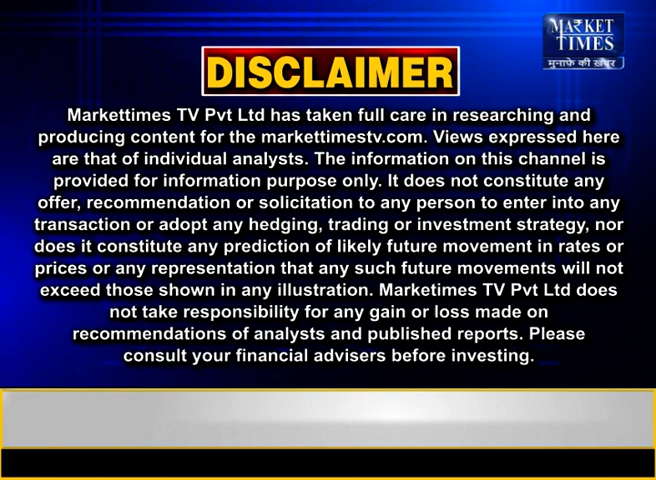 MARKET
TIMES
मुनाफे की ख़बर
DISCLAIMER
Markettimes TV Pvt Ltd has taken full care in researching and
producing content for the markettimestv.com. Views expressed here
are that of individual analysts. The information on this channel is
provided for information purpose only. It does not constitute any
offer, recommendation or solicitation to any person to enter into any
transaction or adopt any hedging, trading or investment strategy, nor
does it constitute any prediction of likely future movement in rates or
prices or any representation that any such future movements will not
exceed those shown in any illustration. Marketimes TV Pvt Ltd does
not take responsibility for any gain or loss made on
recommendations of analysts and published reports. Please
consult your financial advisers before investing.